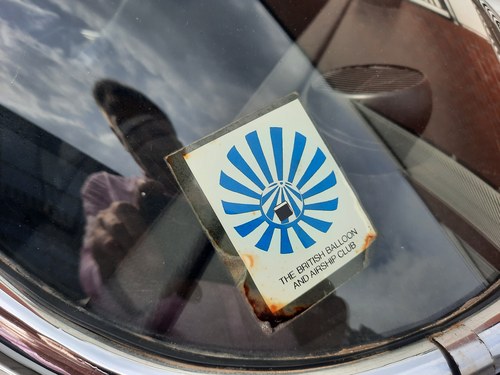 THE BRITISH BALLOON
AND AIRSHIP CLUB